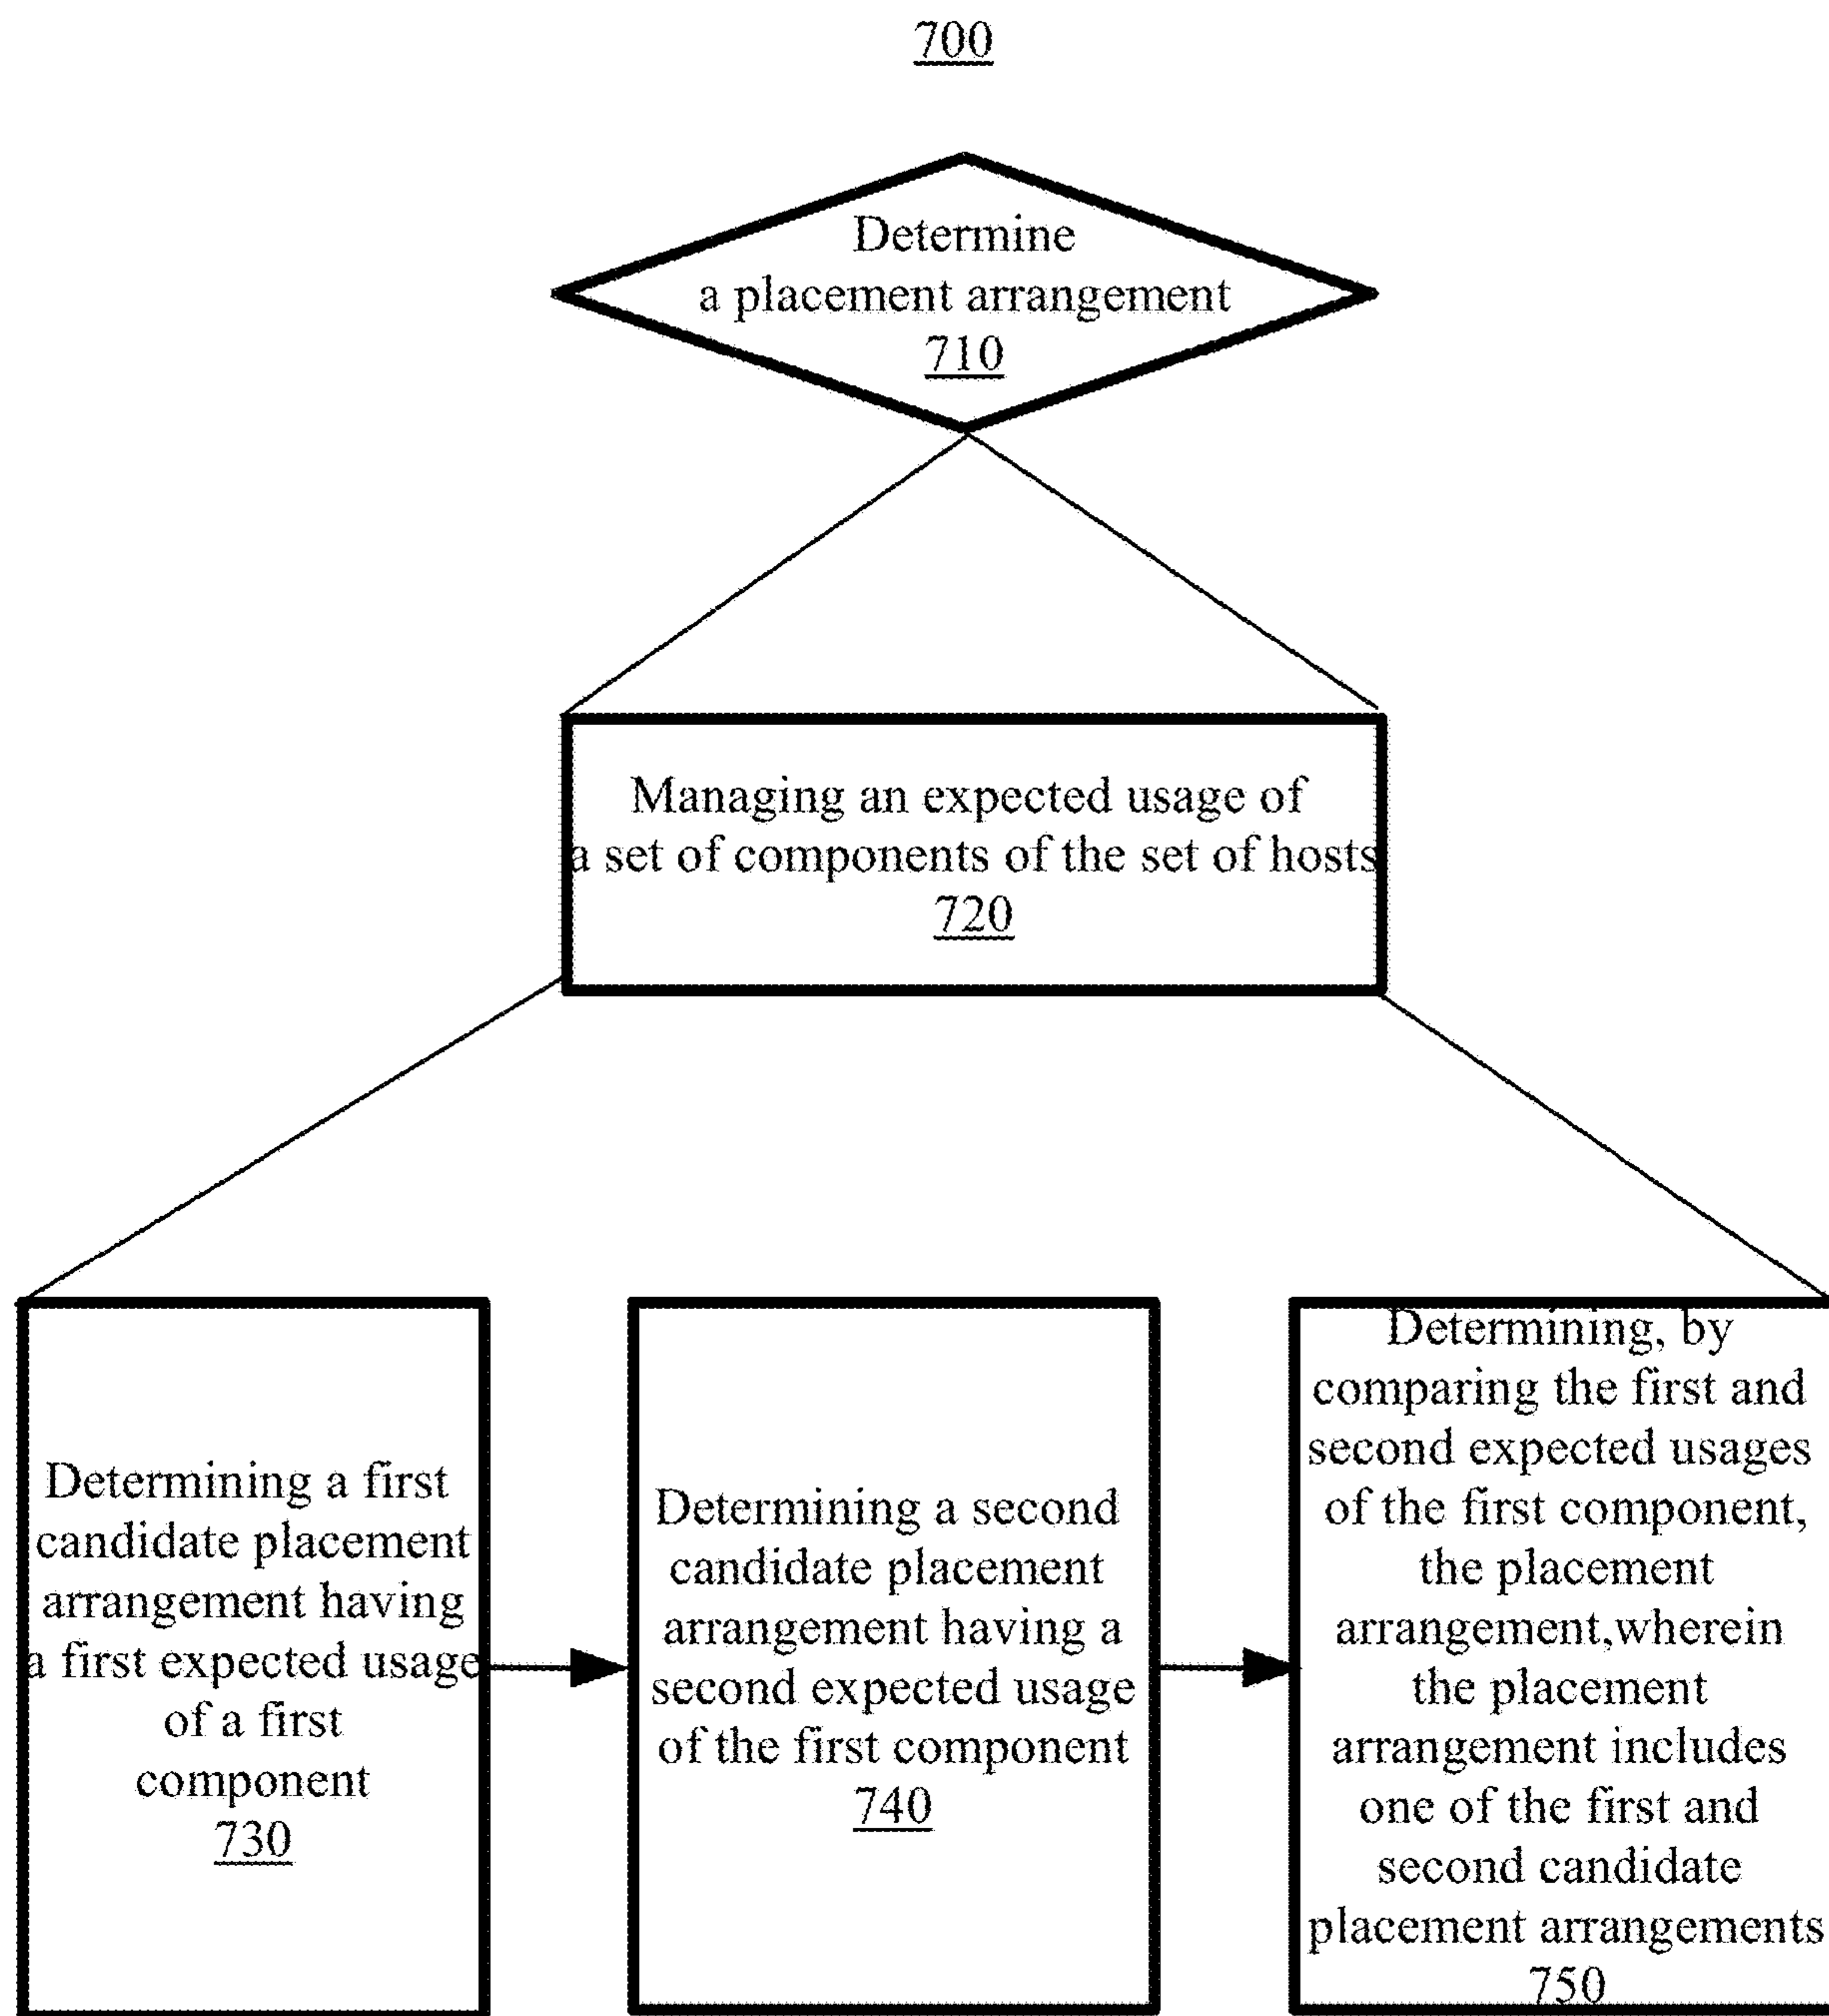 700
Determine
a placement arrangement
710
Managing an expected usage of
a set of components of the set of hosts
720
Determining a first
candidate placement
arrangement having
a first expected usage
of a first
component
730
Determining a second
candidate placement
arrangement having a
second expected usage
of the first component
740
Determining, by
comparing the first and
second expected usages
of the first component,
the placement
arrangement,wherein
the placement
arrangement includes
one of the first and
second candidate
placement arrangements
750